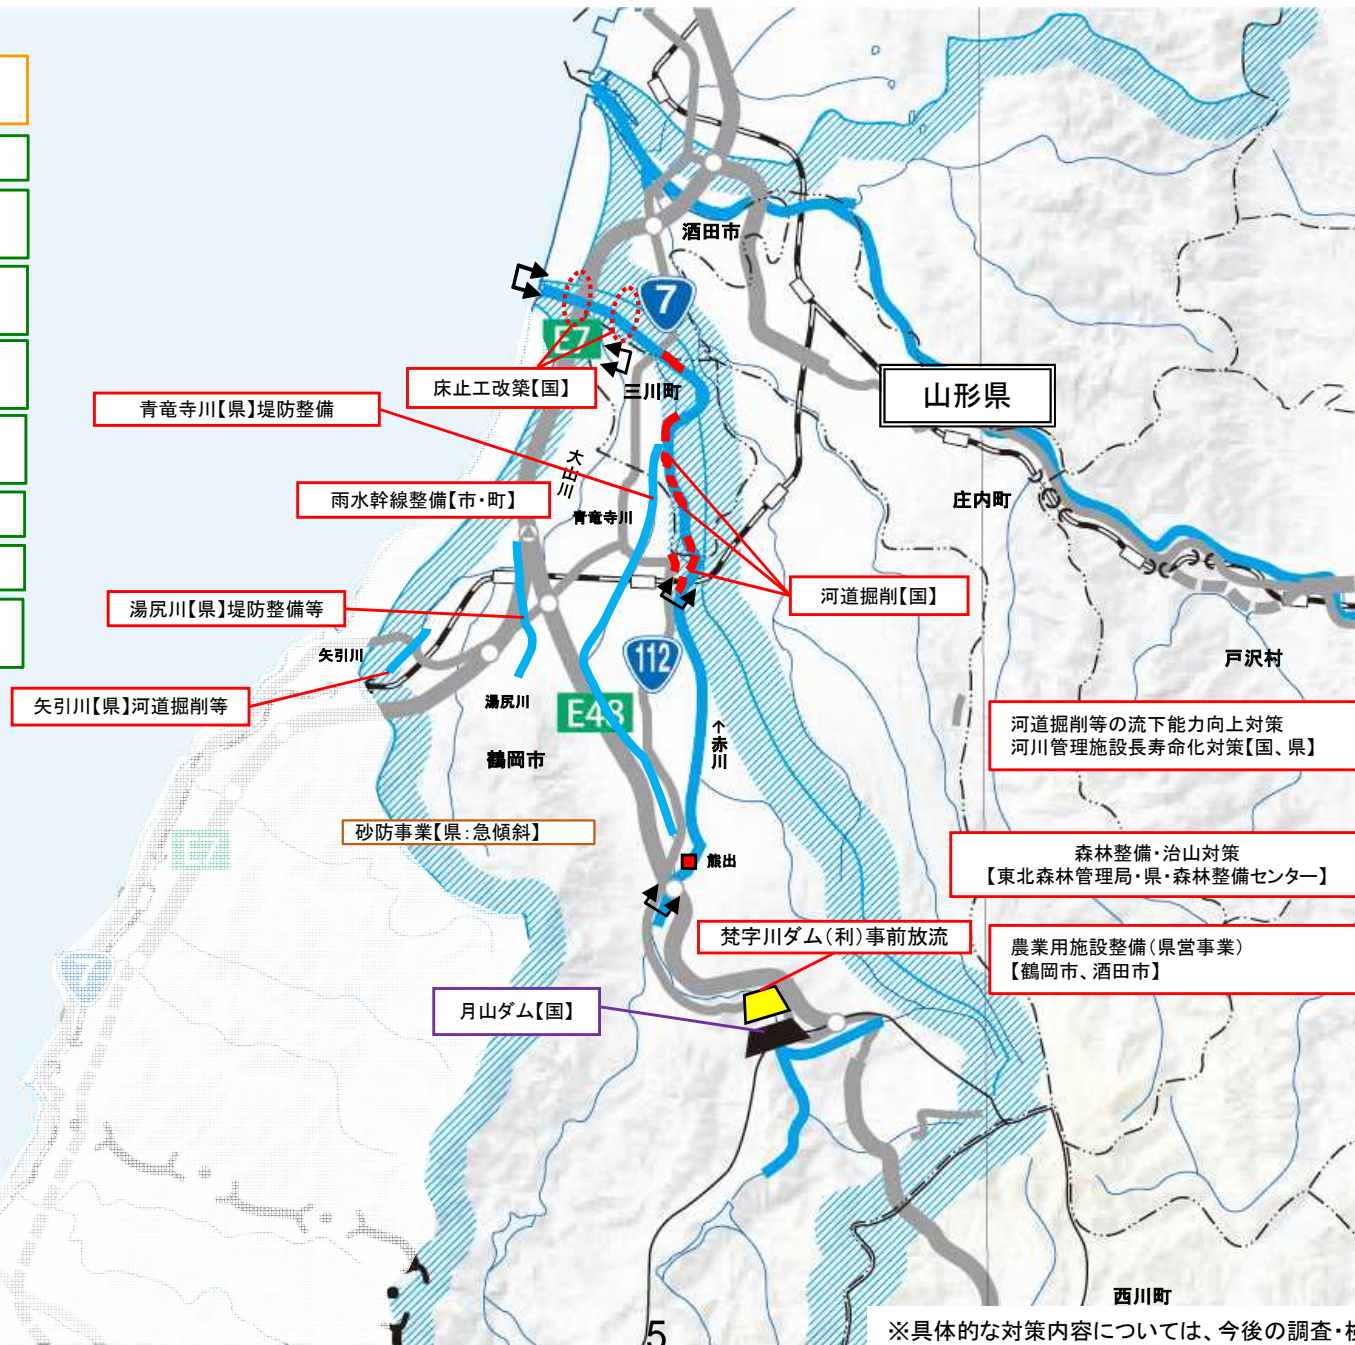 酒田市
7
E7
床止工改築【国】
三川町
山形県
青竜寺川【県】堤防整備
大山川
雨水幹線整備【市・町】
青竜寺川
庄内町
河道掘削【国】
湯尻川【県】堤防整備等
矢引川
112
戸沢村
矢引川【県】河道掘削等
湯尻川
E48
↑赤川
河道掘削等の流下能力向上対策
河川管理施設長寿命化対策【国、県】
鶴岡市
砂防事業【県:急傾斜】
E7
熊出
森林整備・治山対策
【東北森林管理局・県・森林整備センター】
梵字川ダム(利)事前放流
農業用施設整備(県営事業)
【鶴岡市、酒田市】
7
月山ダム【国】
西川町
5
※具体的な対策内容については、今後の調査・検